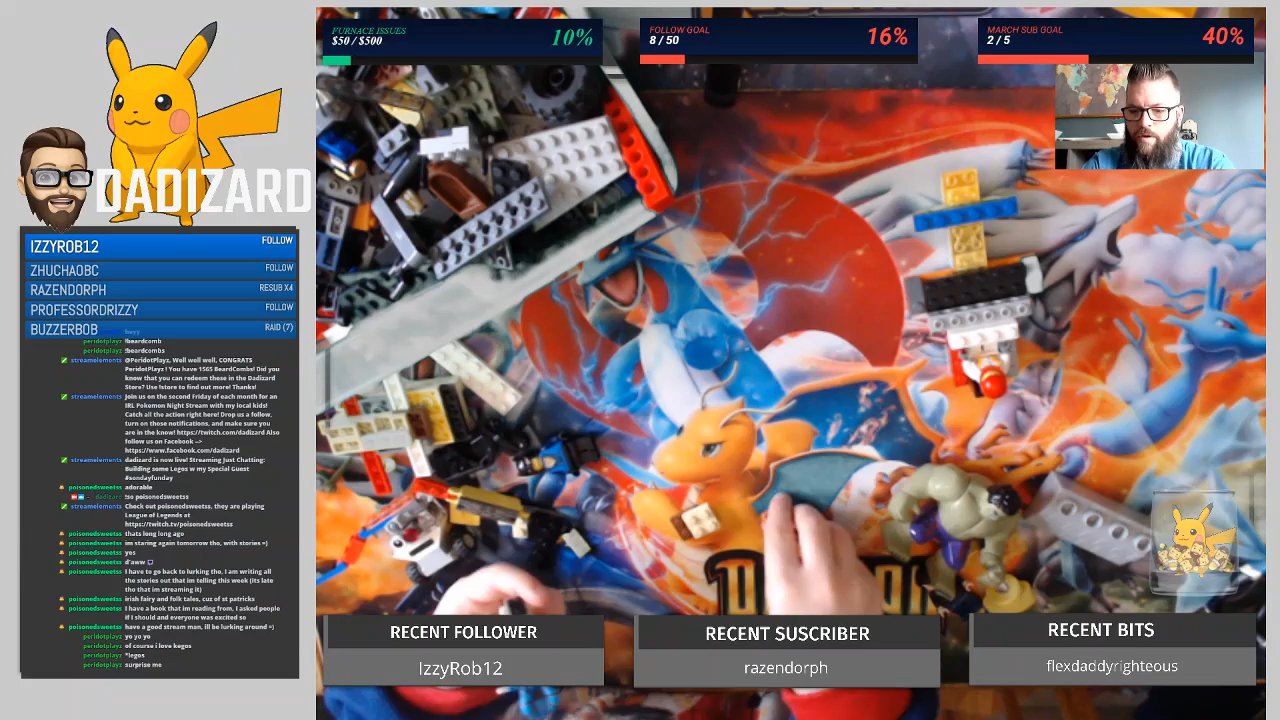 FURNACE ISSUES
$50 / $500
10%
FOLLOW GOAL
8 / 50
16%
MARCH SUB GOAL
2 / 5
40%
DADIZARD
IZZYROB12 FOLLOW
ZHUCHAOBC FOLLOW
RAZENDORPH RESUB X4
PROFESSORDRIZZY FOLLOW
BUZZERBOB RAID (7)
peridotplayz !beardcomb
peridotplayz !beardcombs
streamelements @PeridotPlayz, Well well well, CONGRATS
PeridotPlayz! You have 1565 BeardCombs! Did you
know that you can redeem these in the Dadizard
Store? Use !store to find out more! Thanks!
streamelements Join us on the second Friday of each month for an
IRL Pokemon Night Stream with my local kids!
Catch all the action right here! Drop us a follow,
turn on those notifications, and make sure you
are in the know! https://twitch.com/dadizard Also
follow us on Facebook -->
https://www.facebook.com/dadizard
streamelements dadizard is now live! Streaming Just Chatting:
Building some Legos w my Special Guest
#sondayfunday
poisonedsweetss adorable
dadizard !so poisonedsweetss
streamelements Check out poisonedsweetss, they are playing
League of Legends at
https://twitch.tv/poisonedsweetss
poisonedsweetss thats long long ago
poisonedsweetss im staring again tomorrow tho, with stories =)
poisonedsweetss yes
poisonedsweetss d'aww
poisonedsweetss I have to go back to lurking tho, I am writing all
the stories out that im telling this week (its late
tho that im streaming it)
poisonedsweetss irish fairy and folk tales, cuz of st patricks
poisonedsweetss I have a book that im reading from, I asked people
if I should and everyone was excited so
poisonedsweetss have a good stream man, ill be lurking around =)
peridotplayz yo yo yo
peridotplayz of course i love kegos
peridotplayz *legos
peridotplayz surprise me
RECENT FOLLOWER
IzzyRob12
RECENT SUSCRIBER
razendorph
RECENT BITS
flexdaddyrighteous